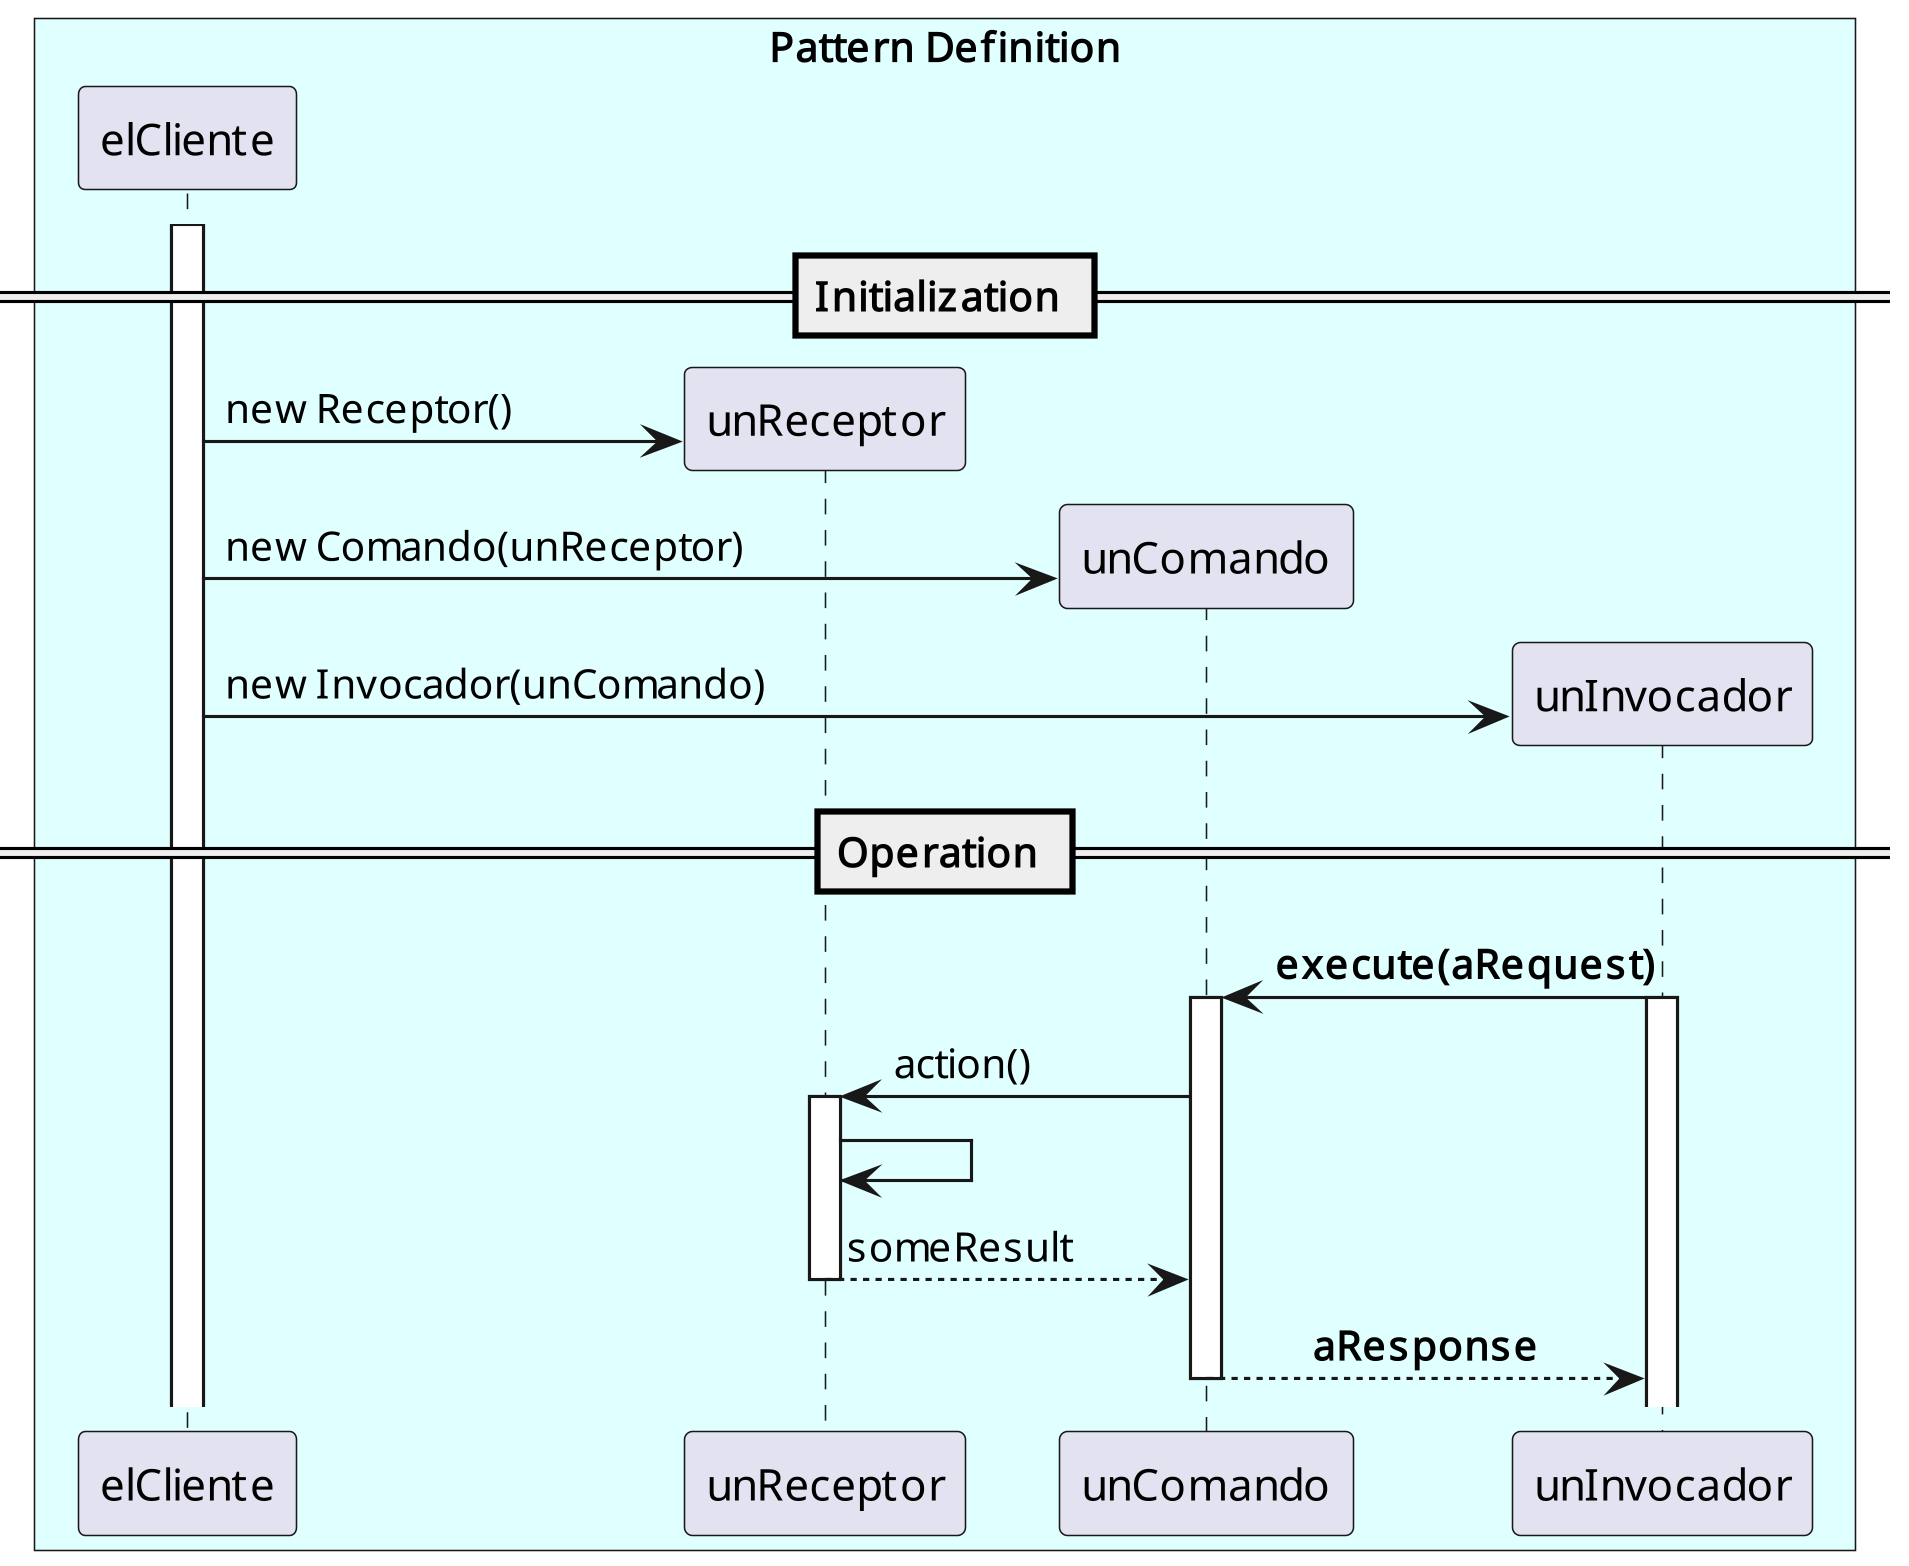 Pattern Definition
elCliente
Initialization
new Receptor()
unReceptor
new Comando(unReceptor)
unComando
new Invocador(unComando)
unInvocador
Operation
execute(aRequest)
action()
someResult
aResponse
elCliente
unReceptor
unComando
unInvocador